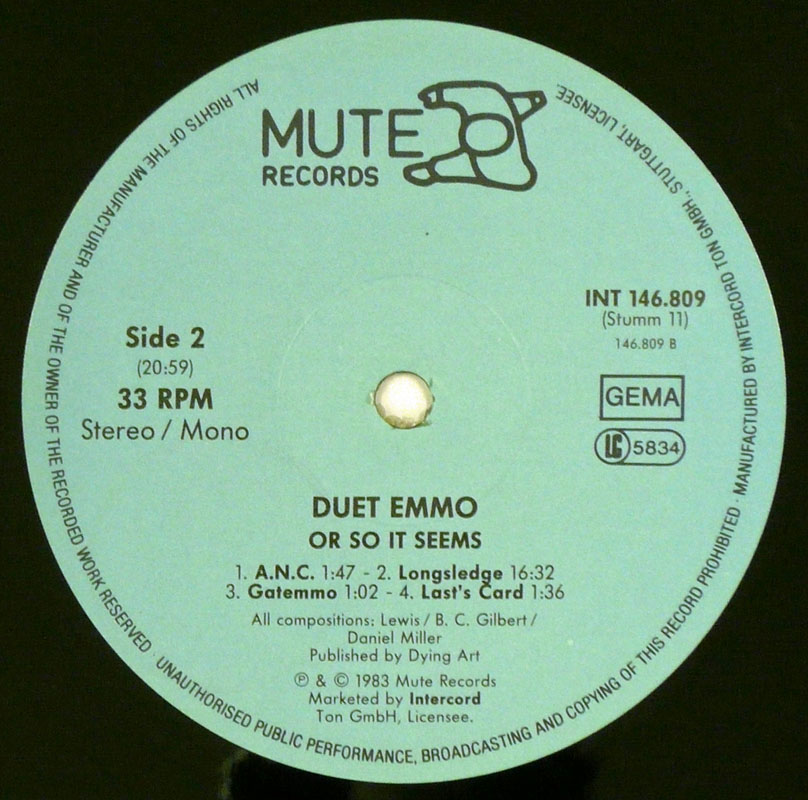 MUTE
RECORDS
INT 146.809
(Stumm 11)
146.809 B
GEMA
LC 5834
Side 2
(20:59)
33 RPM
Stereo / Mono
DUET EMMO
OR SO IT SEEMS
1. A.N.C. 1:47 - 2. Longsledge 16:32
3. Gatemmo 1:02 - 4. Last's Card 1:36
All compositions: Lewis / B. C. Gilbert /
Daniel Miller
Published by Dying Art
℗ & © 1983 Mute Records
Marketed by Intercord
Ton GmbH, Licensee.
ALL RIGHTS OF THE MANUFACTURER AND OF THE OWNER OF THE RECORDED WORK RESERVED · UNAUTHORISED PUBLIC PERFORMANCE, BROADCASTING AND COPYING OF THIS RECORD PROHIBITED · MANUFACTURED BY INTERCORD TON GMBH., STUTTGART, LICENSEE.